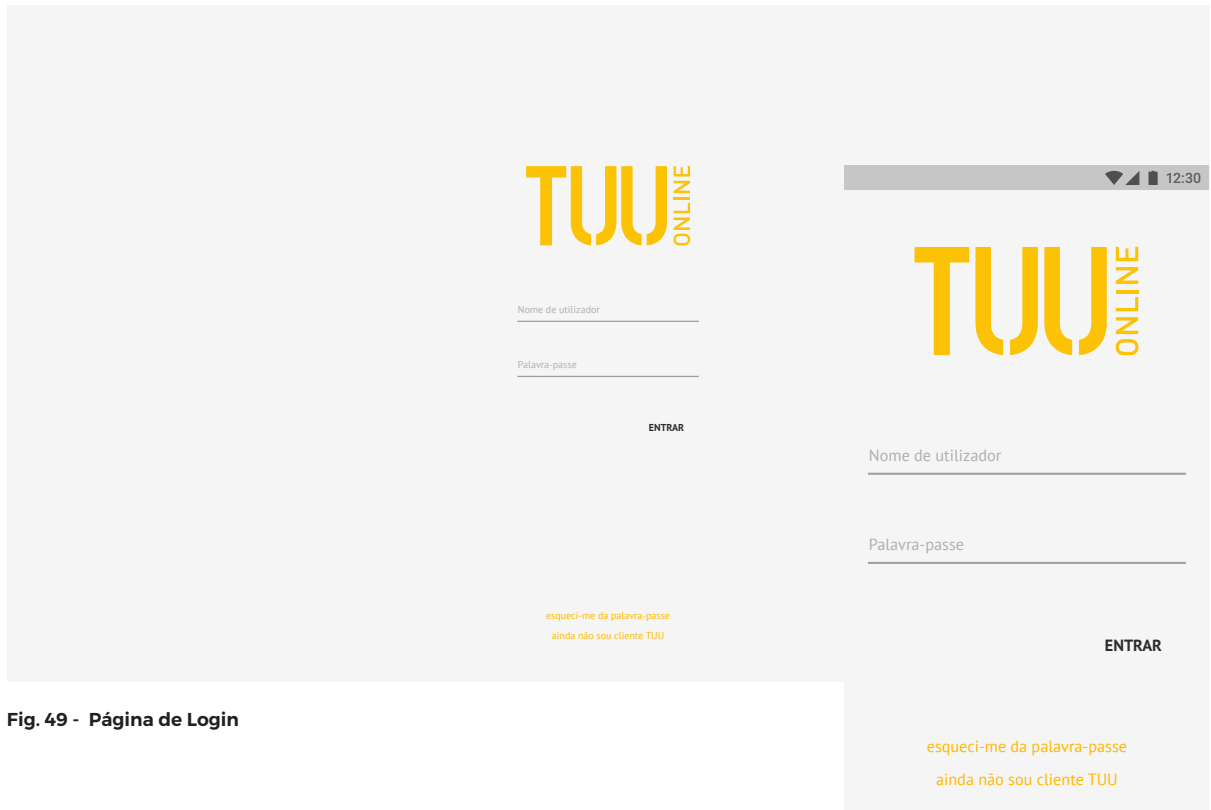 TUU
ONLINE
Nome de utilizador
Palavra-passe
ENTRAR
esqueci-me da palavra-passe
ainda não sou cliente TUU
12:30
TUU
ONLINE
Nome de utilizador
Palavra-passe
ENTRAR
esqueci-me da palavra-passe
ainda não sou cliente TUU
Fig. 49 - Página de Login